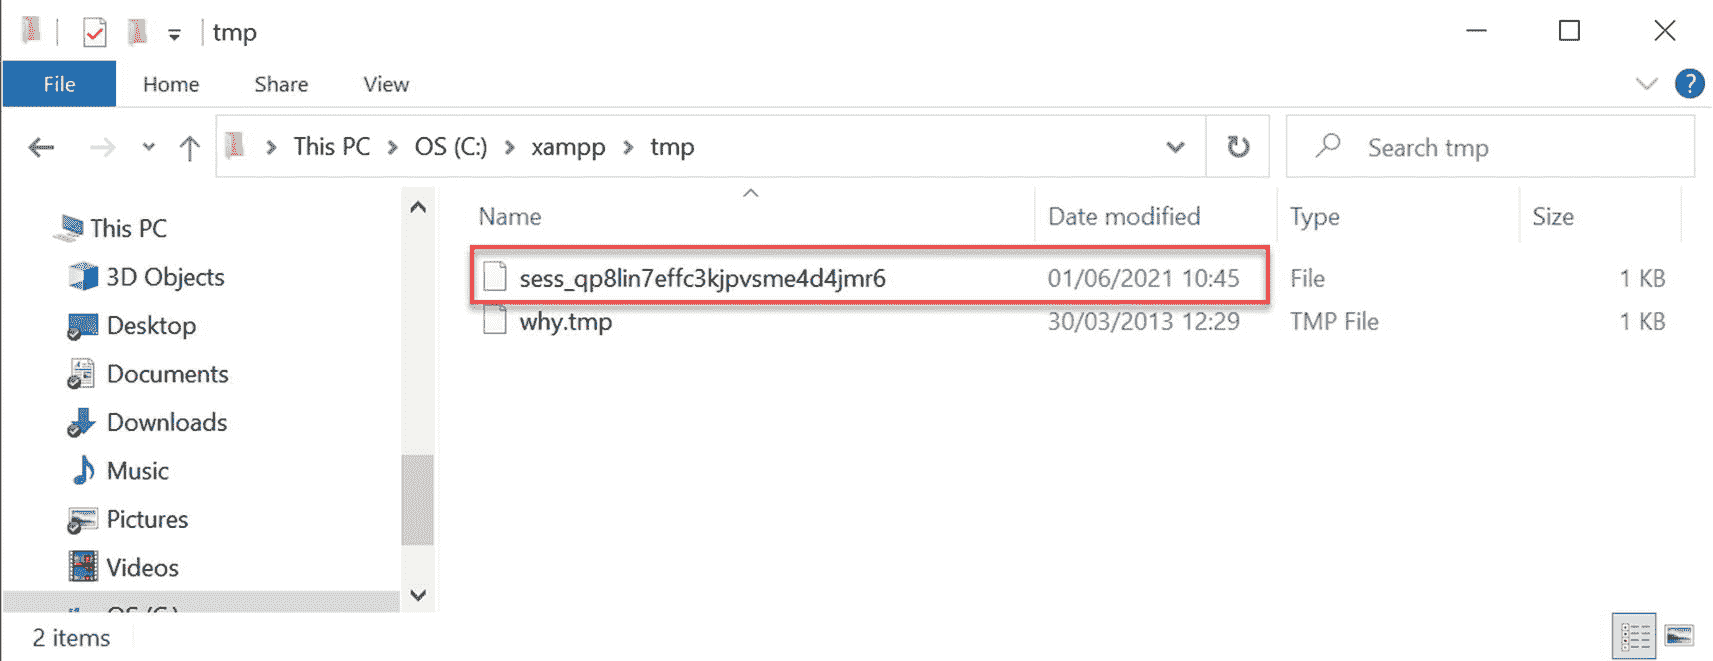 tmp
File Home Share View
This PC OS (C:) xampp tmp Search tmp
Name Date modified Type Size
sess_qp8lin7effc3kjpvsme4d4jmr6 01/06/2021 10:45 File 1 KB
why.tmp 30/03/2013 12:29 TMP File 1 KB
This PC
3D Objects
Desktop
Documents
Downloads
Music
Pictures
Videos
OS (C:)
2 items